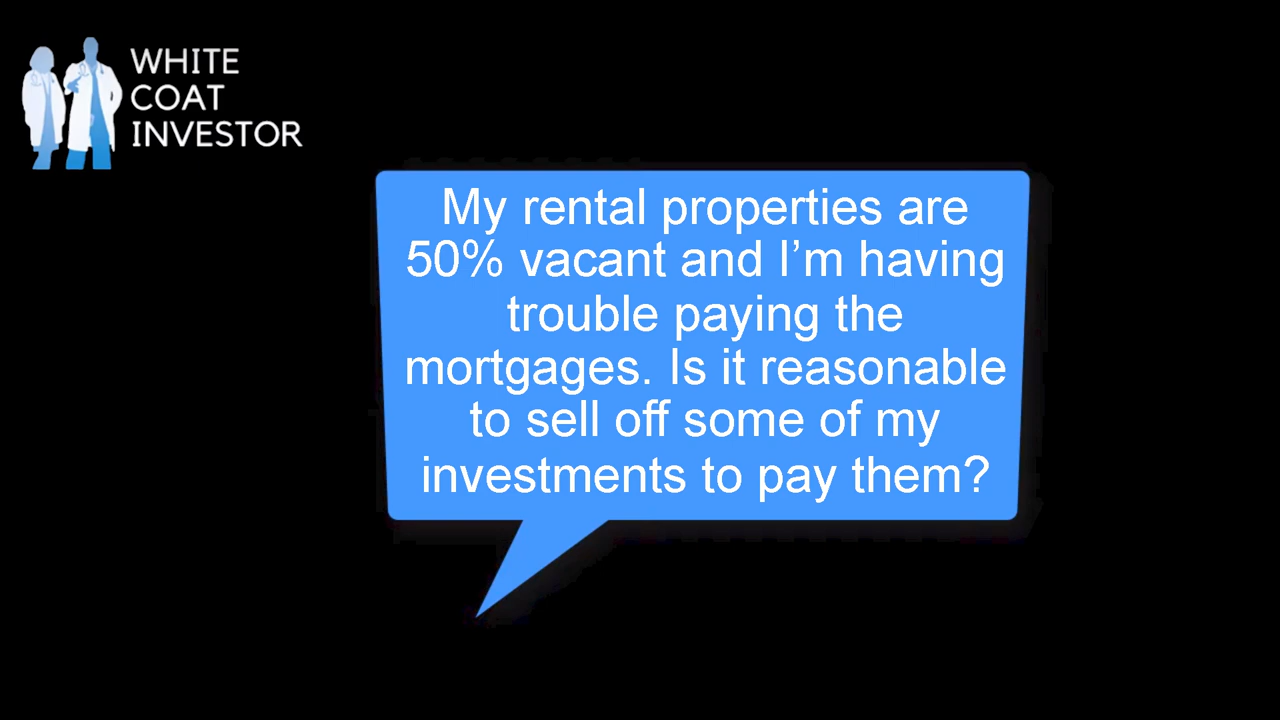 WHITE
COAT
INVESTOR
My rental properties are
50% vacant and I’m having
trouble paying the
mortgages. Is it reasonable
to sell off some of my
investments to pay them?